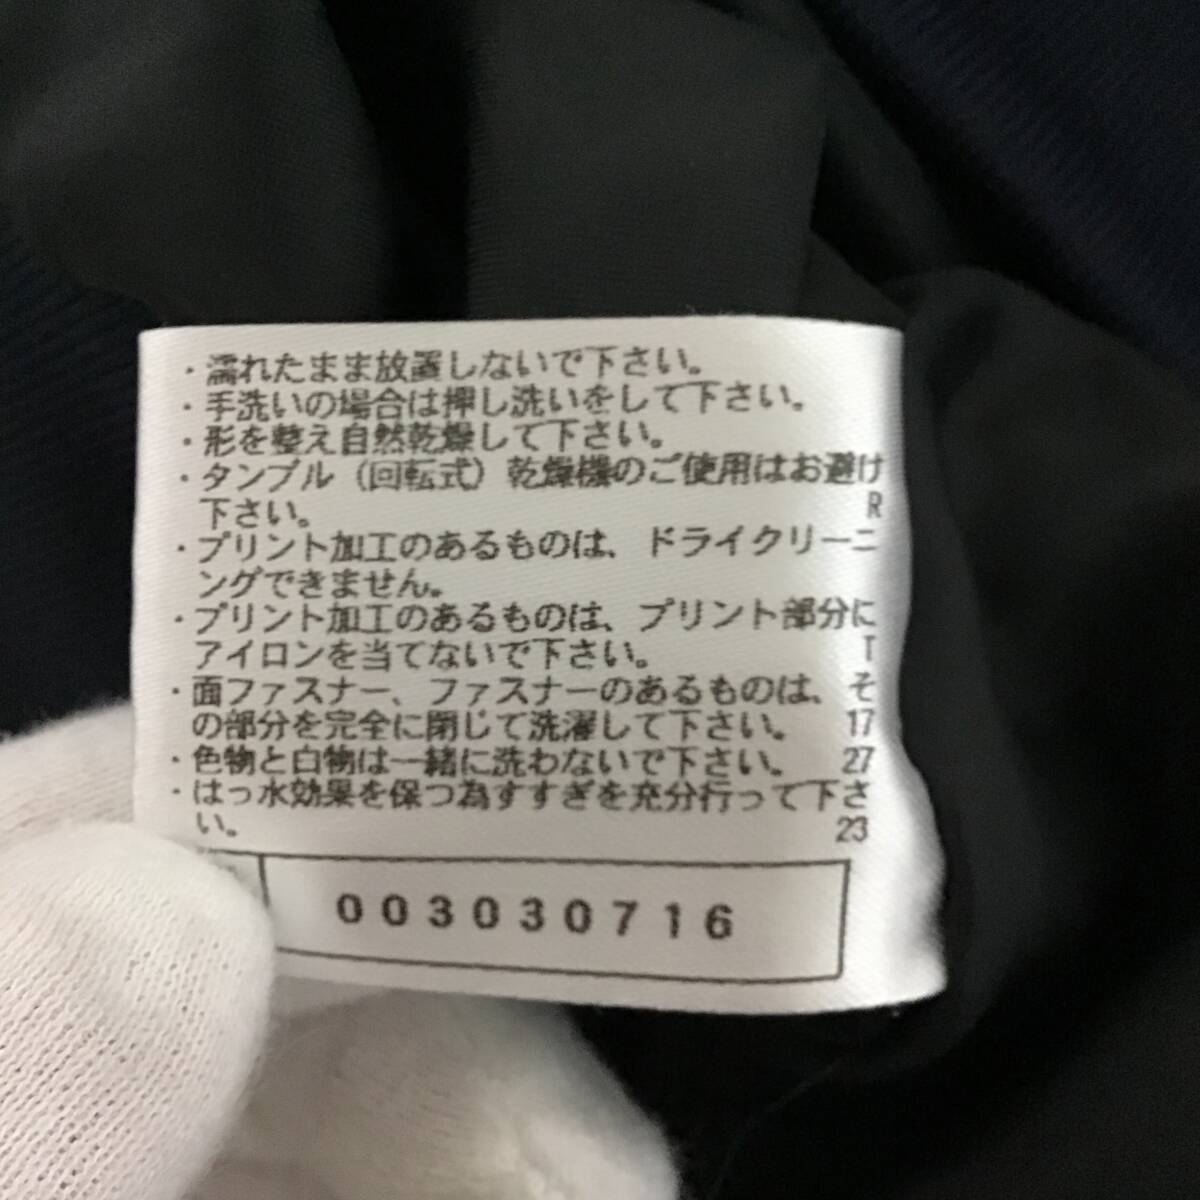 ・濡れたまま放置しないで下さい。
・手洗いの場合は押し洗いをして下さい。
・形を整え自然乾燥して下さい。
・タンブル（回転式）乾燥機のご使用はお避け
下さい。 R
・プリント加工のあるものは、ドライクリーニ
ングできません。
・プリント加工のあるものは、プリント部分に
アイロンを当てないで下さい。 T
・面ファスナー、ファスナーのあるものは、そ
の部分を完全に閉じて洗濯して下さい。 17
・色物と白物は一緒に洗わないで下さい。 27
・はっ水効果を保つ為すすぎを充分行って下さ
い。 23
003030716